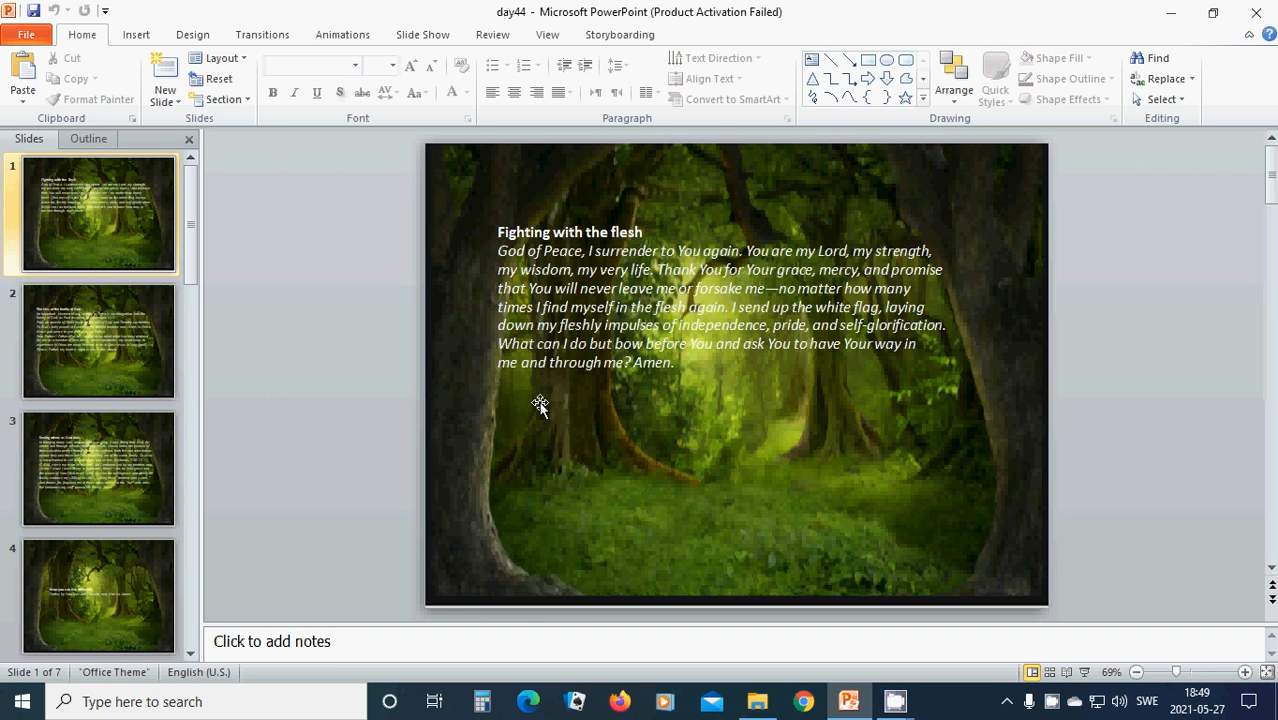 day44 - Microsoft PowerPoint (Product Activation Failed)
File Home Insert Design Transitions Animations Slide Show Review View Storyboarding
Paste
Cut
Copy
Format Painter
Clipboard
New Slide
Layout
Reset
Section
Slides
Font
Paragraph
Text Direction
Align Text
Convert to SmartArt
Arrange
Quick Styles
Shape Fill
Shape Outline
Shape Effects
Drawing
Find
Replace
Select
Editing
Slides Outline
1
2
3
4
Fighting with the flesh
God of Peace, I surrender to You again. You are my Lord, my strength,
my wisdom, my very life. Thank You for Your grace, mercy, and promise
that You will never leave me or forsake me—no matter how many
times I find myself in the flesh again. I send up the white flag, laying
down my fleshly impulses of independence, pride, and self-glorification.
What can I do but bow before You and ask You to have Your way in
me and through me? Amen.
Click to add notes
Slide 1 of 7 "Office Theme" English (U.S.) 69%
Type here to search
SWE
18:49
2021-05-27